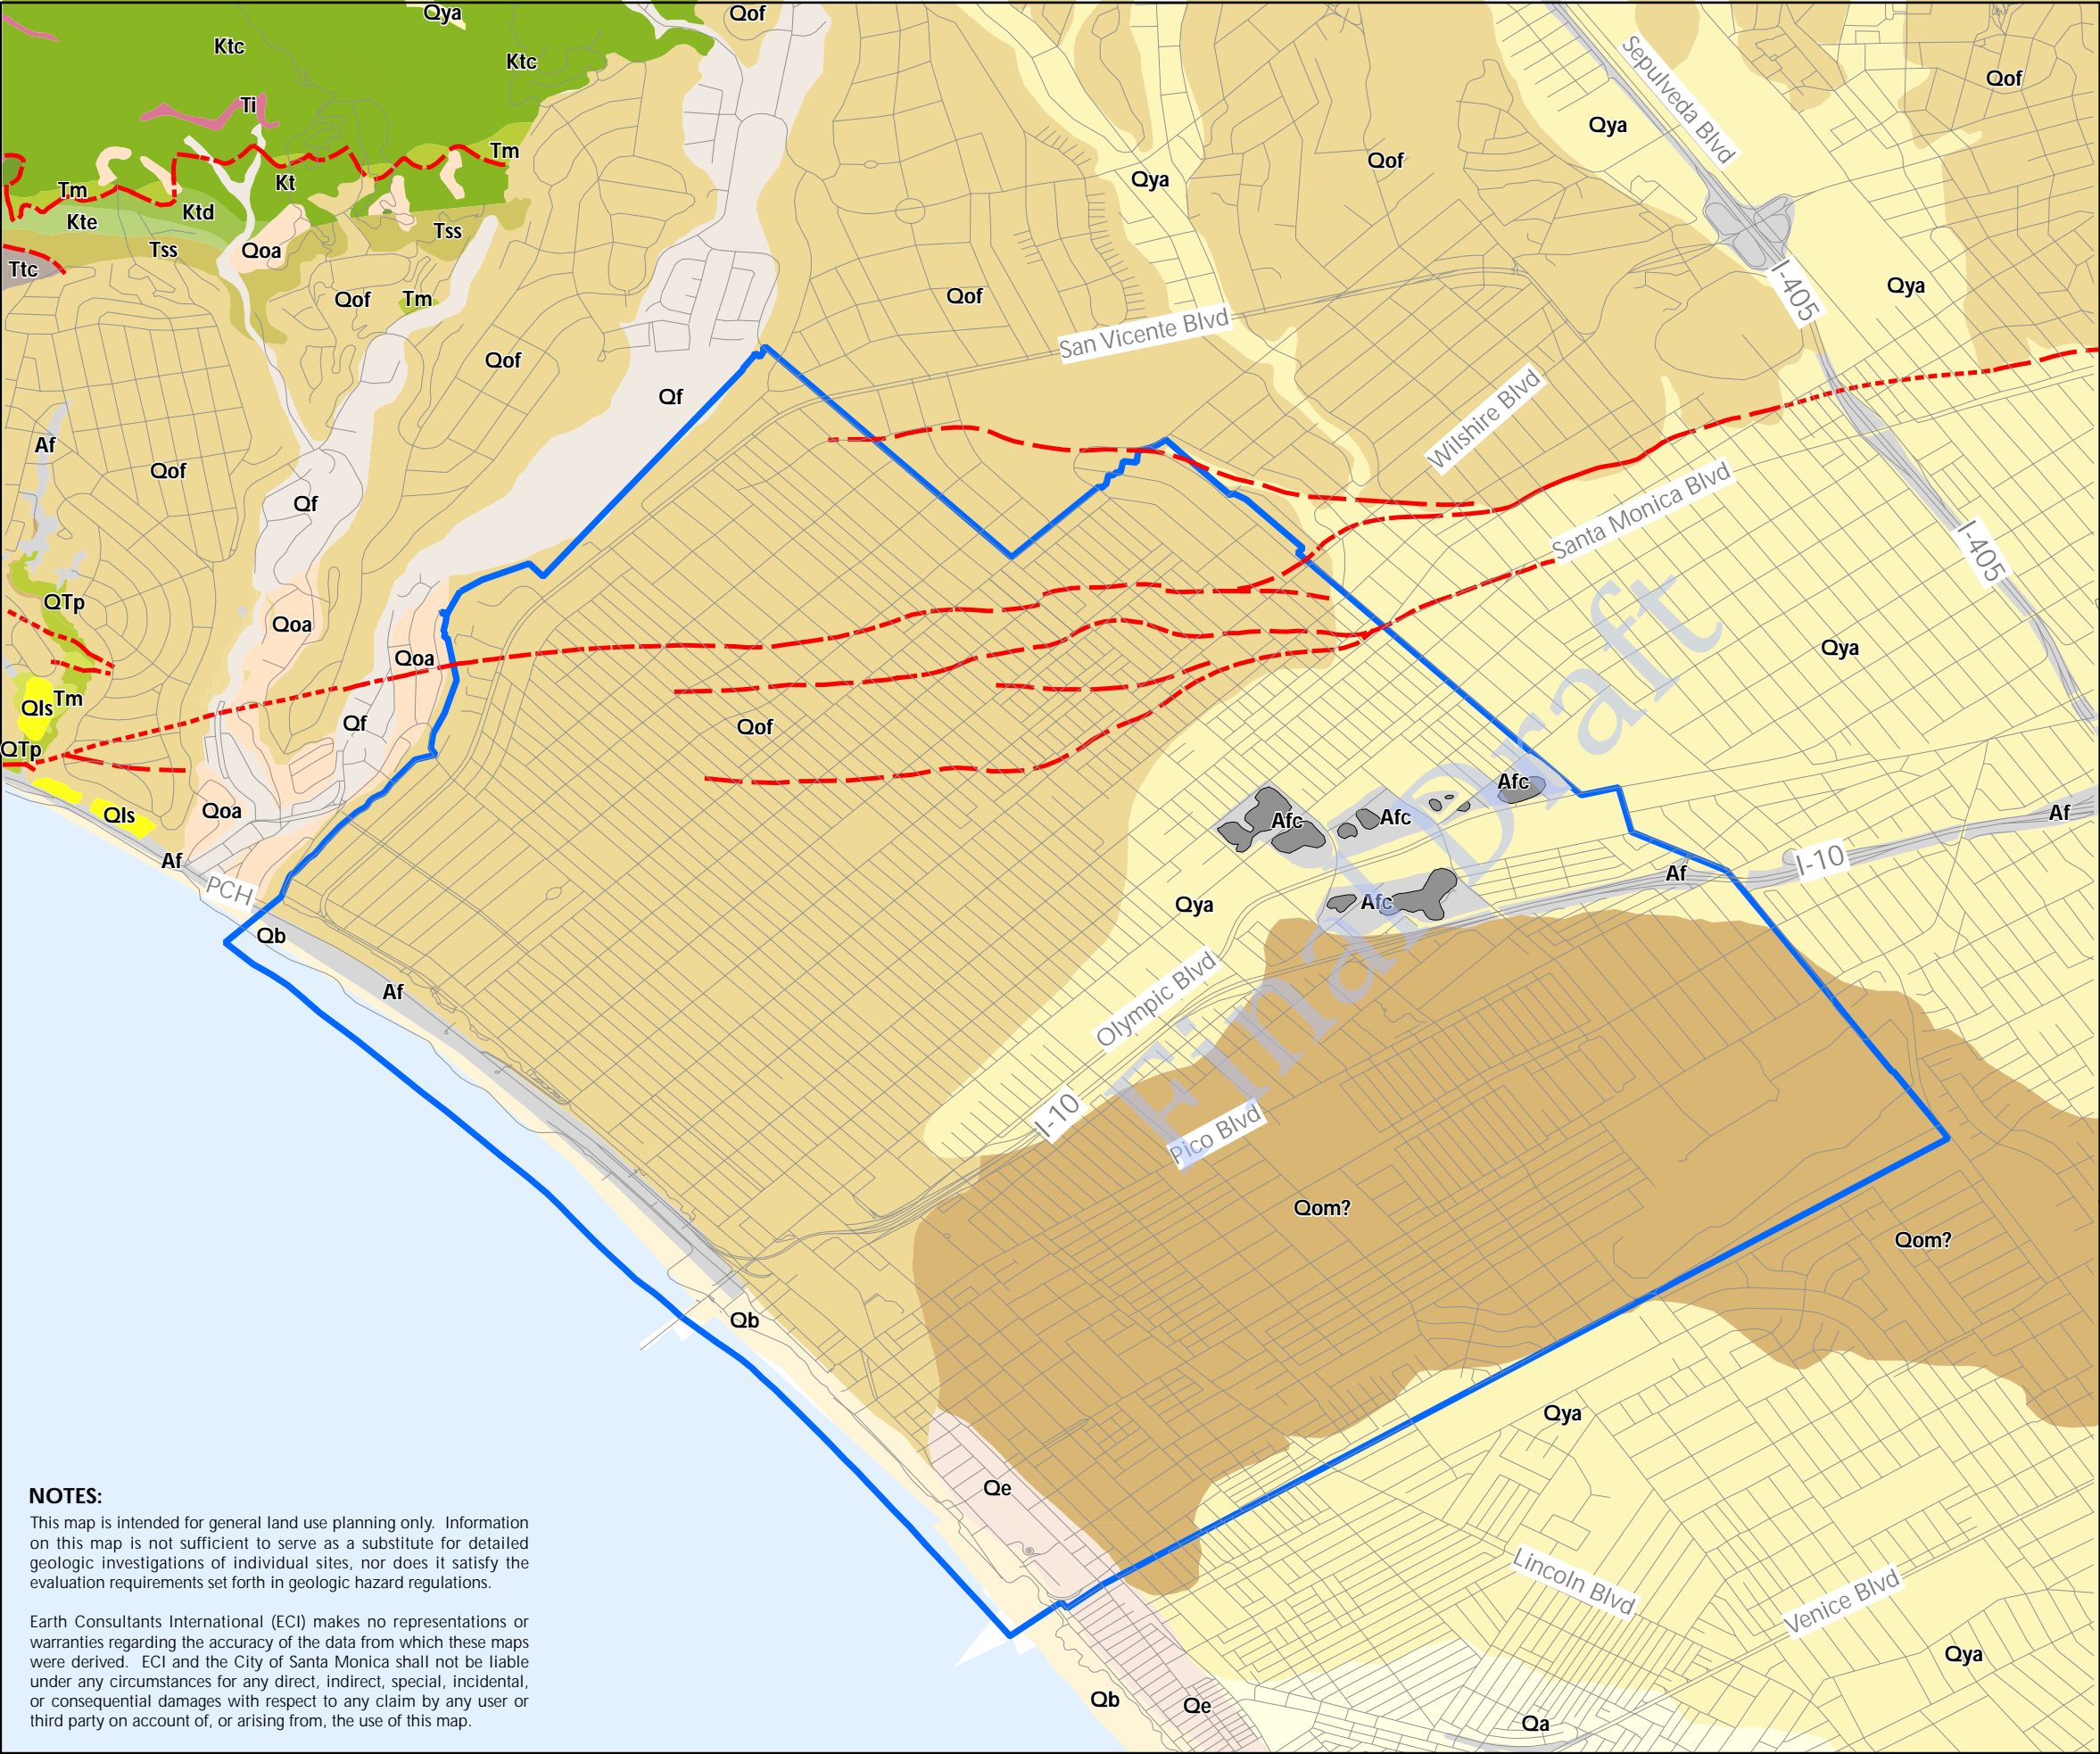 Qya
Qof
Ktc
Ktc
Sepulveda Blvd
Qof
Ti
Qya
Tm
Qof
Qya
Kt
Tm
Ktd
Kte
Tss
Tss
Qoa
Ttc
I-405
Qya
Qof
Tm
Qof
San Vicente Blvd
Qof
Qf
Wilshire Blvd
Af
Qof
Qf
Santa Monica Blvd
I-405
QTp
Qoa
Qoa
Qya
Final Draft
Qls
Tm
Qf
Qof
QTp
Afc
Qls
Qoa
Afc
Afc
Af
Af
I-10
Af
PCH
Afc
Qya
Qb
Olympic Blvd
Af
I-10
Pico Blvd
Qom?
Qom?
Qb
Qya
Qe
Lincoln Blvd
Venice Blvd
Qya
Qb
Qe
Qa
NOTES:
This map is intended for general land use planning only. Information
on this map is not sufficient to serve as a substitute for detailed
geologic investigations of individual sites, nor does it satisfy the
evaluation requirements set forth in geologic hazard regulations.
Earth Consultants International (ECI) makes no representations or
warranties regarding the accuracy of the data from which these maps
were derived. ECI and the City of Santa Monica shall not be liable
under any circumstances for any direct, indirect, special, incidental,
or consequential damages with respect to any claim by any user or
third party on account of, or arising from, the use of this map.